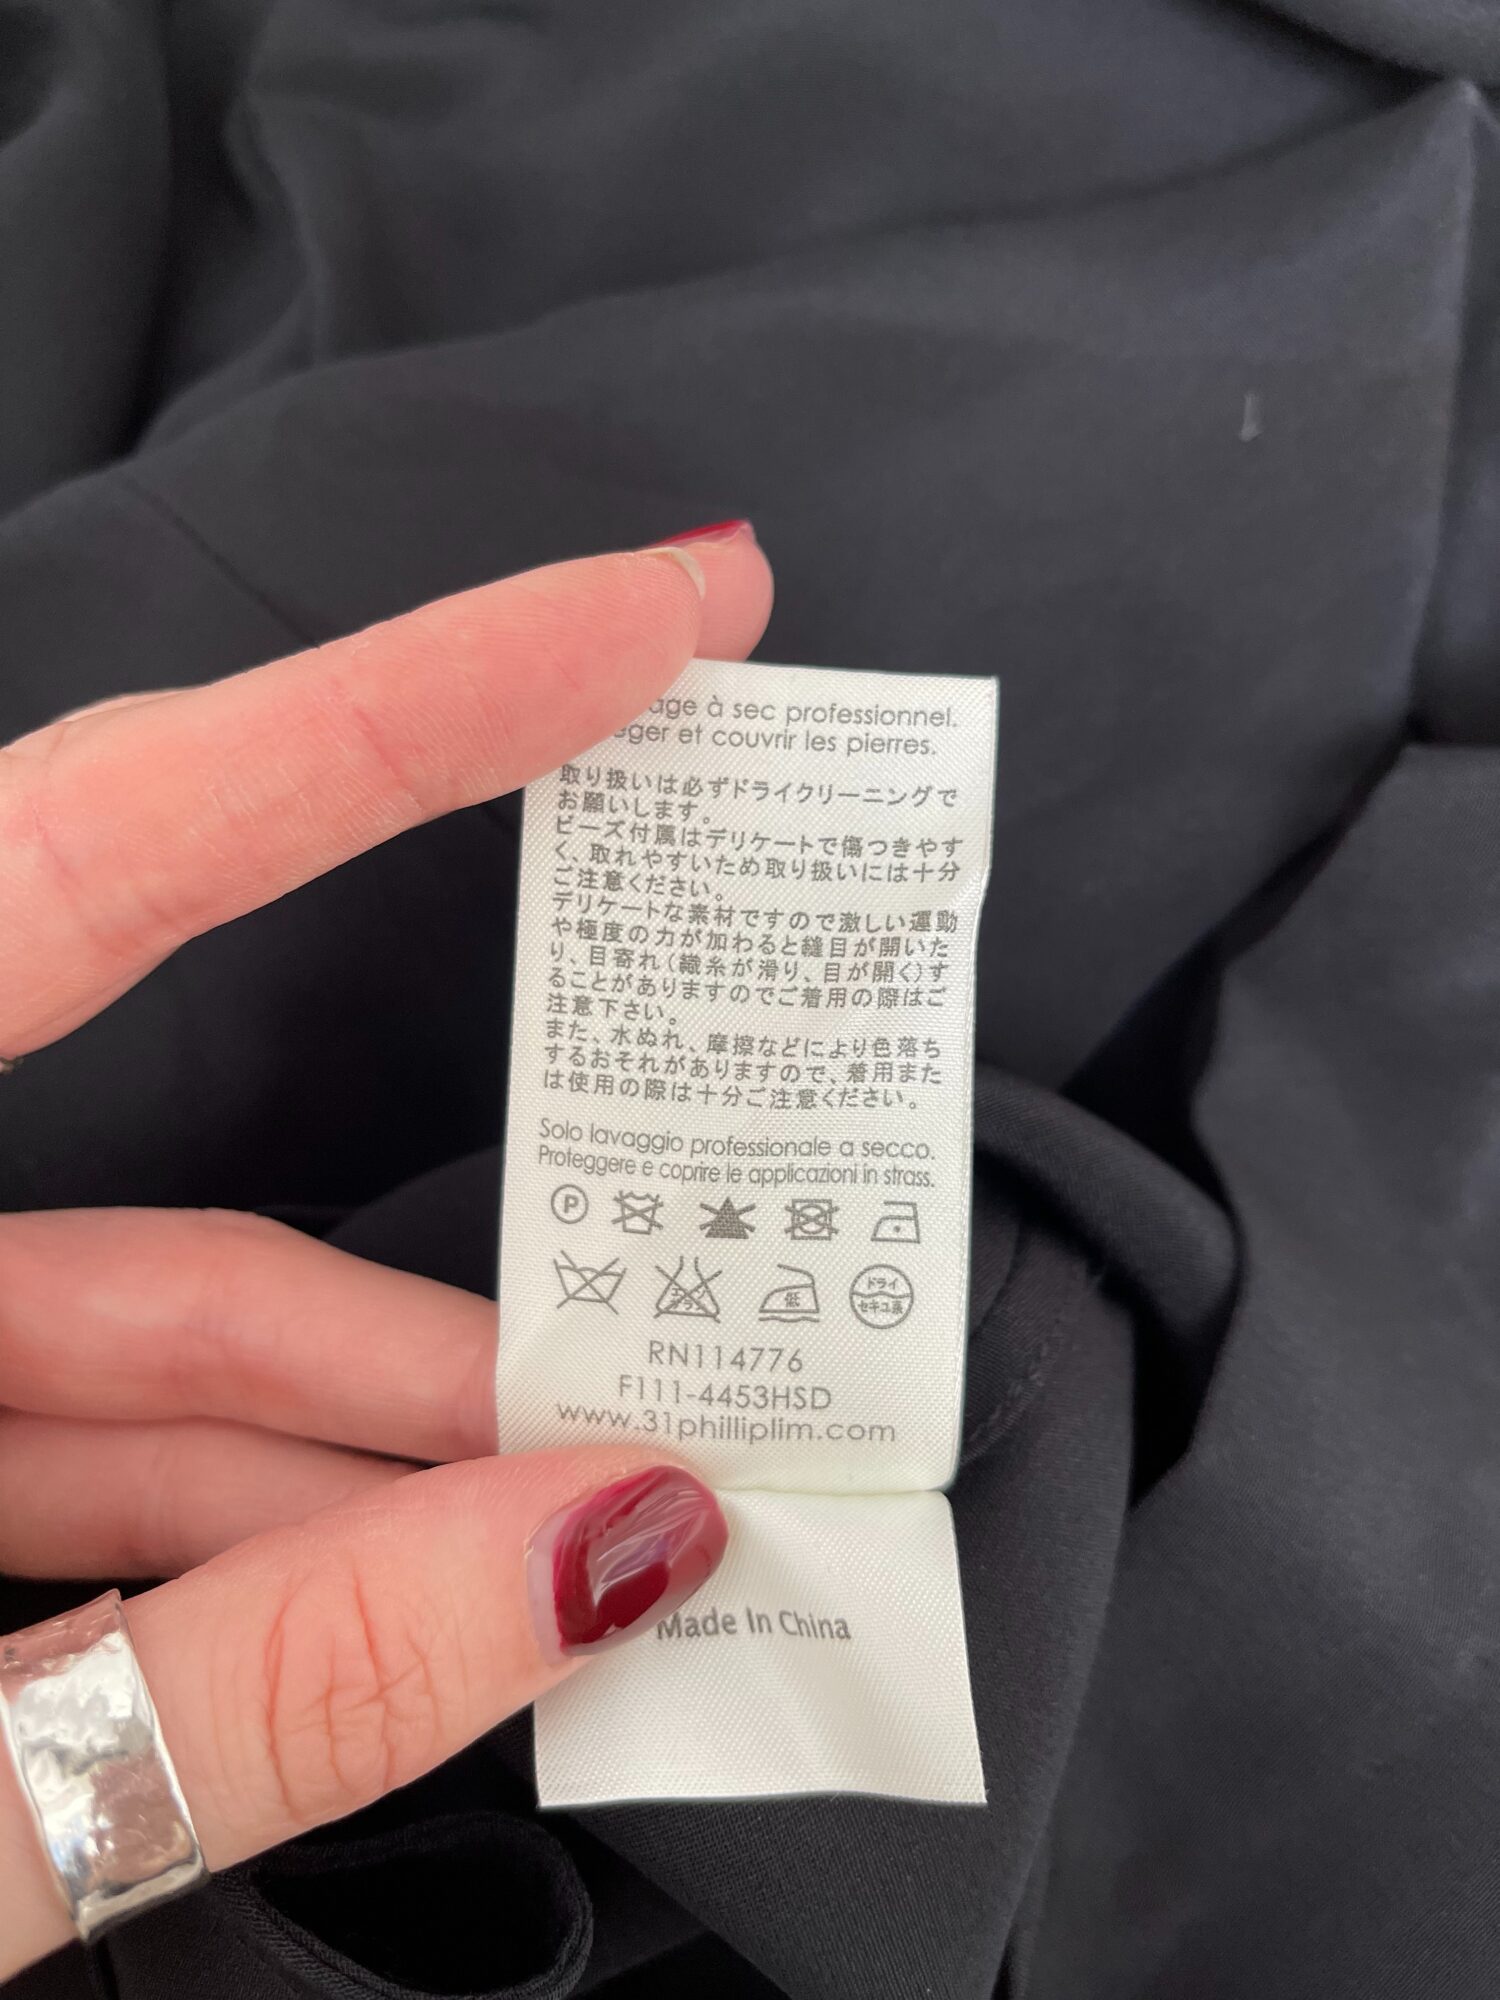 à sec professionnel.
et couvrir les pierres.
取り扱いは必ずドライクリーニングで
お願いします。
ビーズ付属はデリケートで傷つきやす
く、取れやすいため取り扱いには十分
ご注意ください。
デリケートな素材ですので激しい運動
や極度の力が加わると縫目が開いた
り、目寄れ(織糸が滑り、目が開く)す
ることがありますのでご着用の際はご
注意下さい。
また、水ぬれ、摩擦などにより色落ち
するおそれがありますので、着用また
は使用の際は十分ご注意ください。
Solo lavaggio professionale a secco.
Proteggere e coprire le applicazioni in strass.
P
エンソ サラシ 低 ドライ セキユ系
RN114776
F111-4453HSD
www.31philliplim.com
Made In China